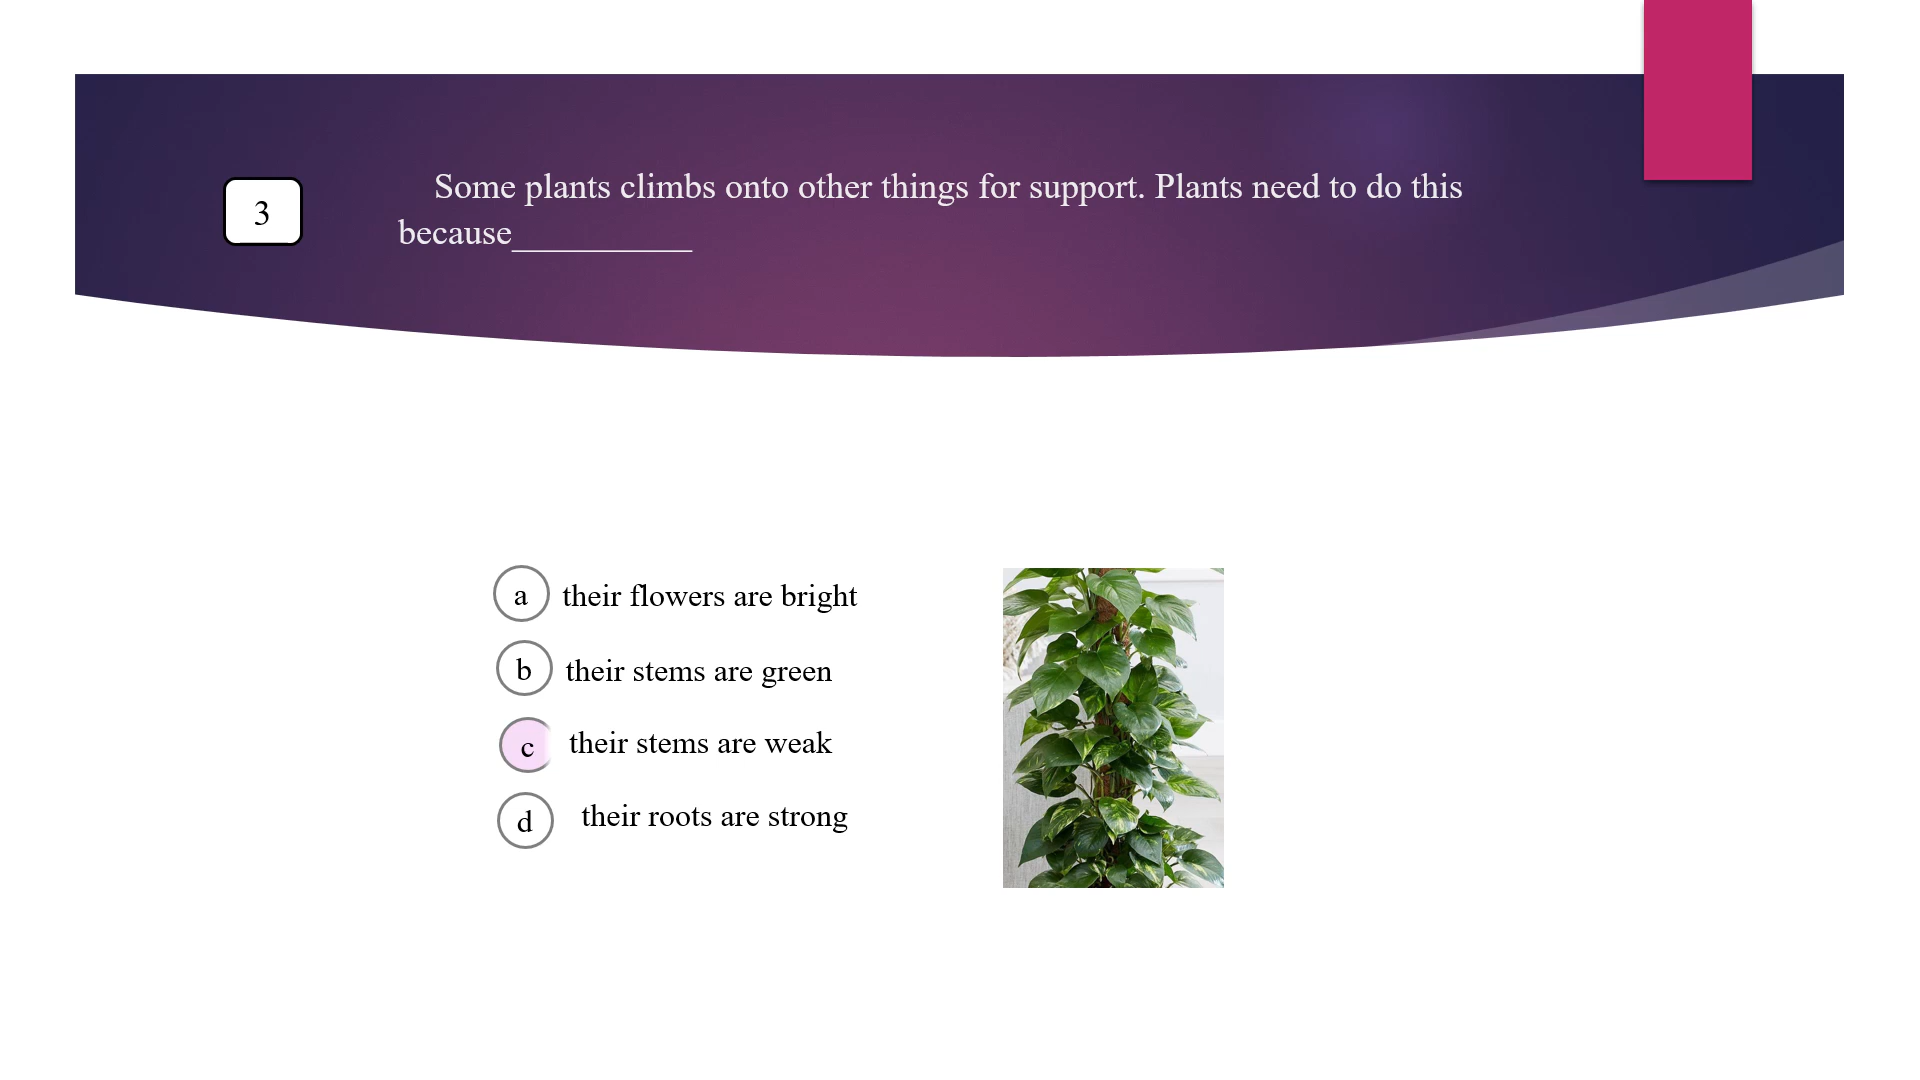 3
Some plants climbs onto other things for support. Plants need to do this
because__________
a their flowers are bright
b their stems are green
c their stems are weak
d their roots are strong